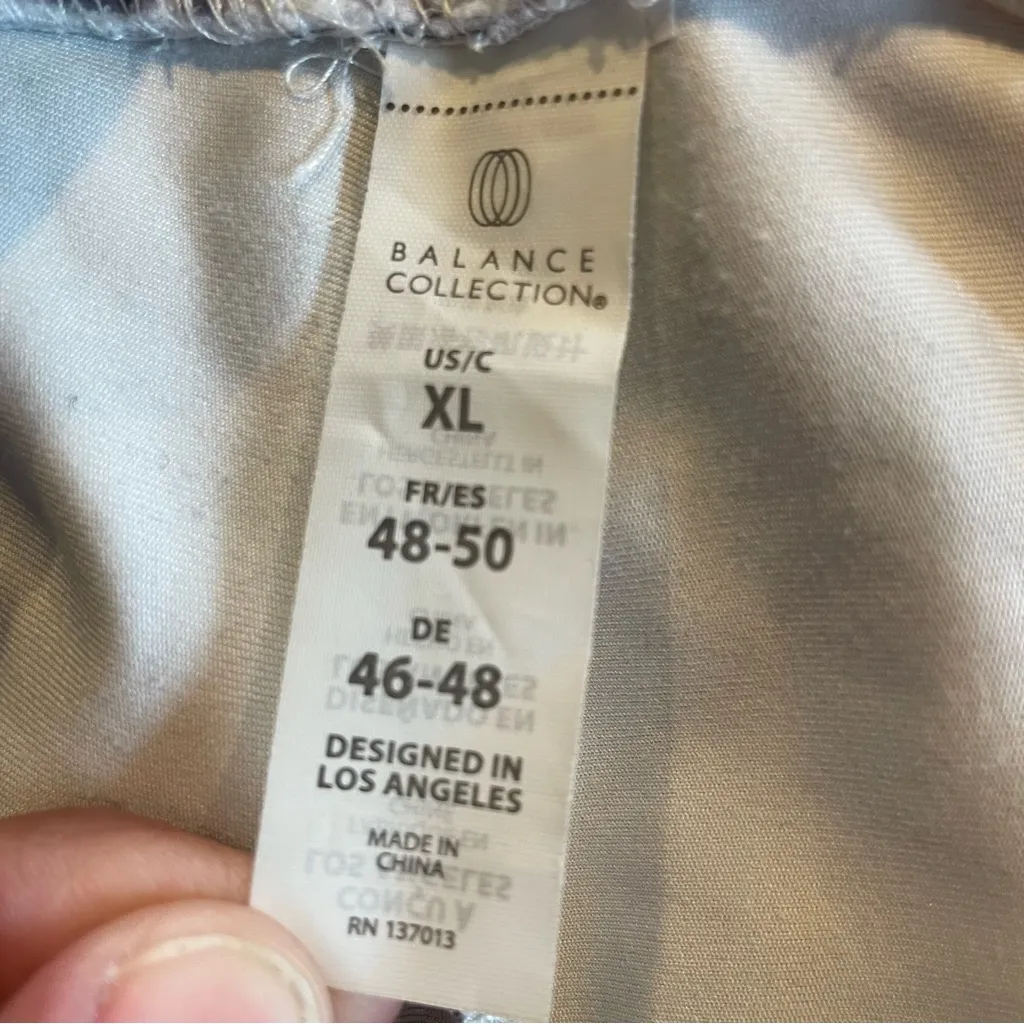 BALANCE
COLLECTION®
US/C
XL
FR/ES
48-50
DE
46-48
DESIGNED IN
LOS ANGELES
MADE IN
CHINA
RN 137013